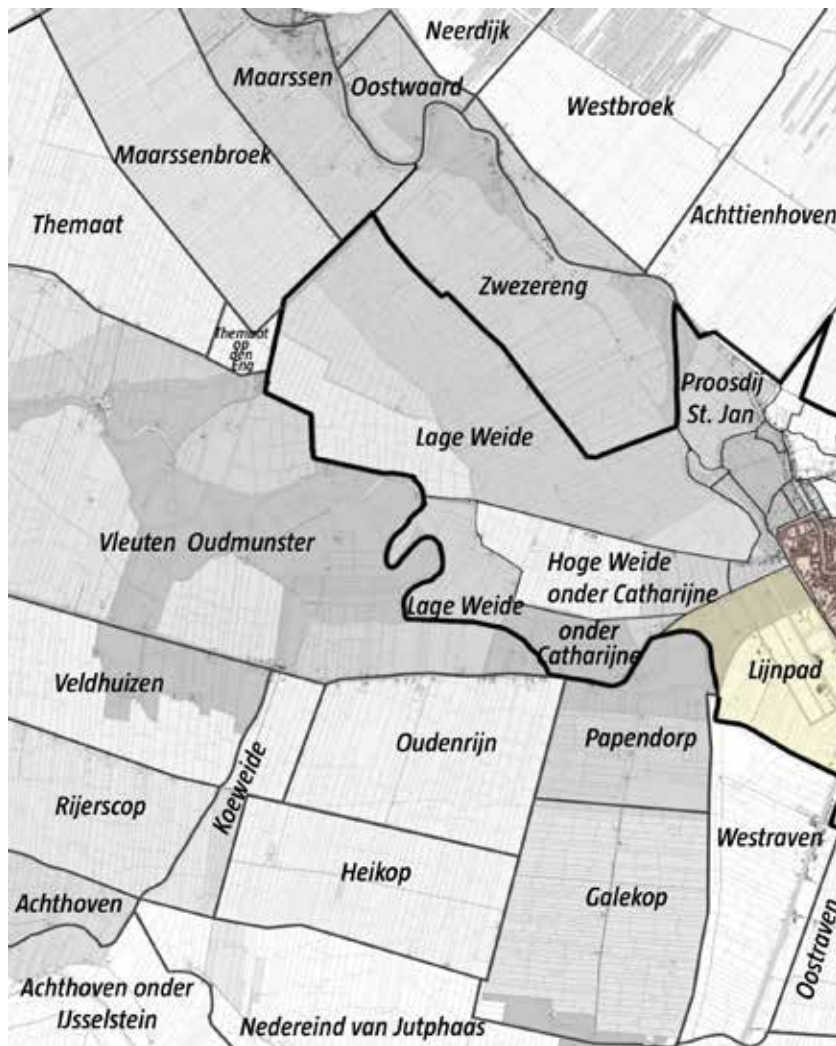 Neerdijk
Maarssen
Oostwaard
Westbroek
Maarssenbroek
Achttienhoven
Themaat
Zwezereng
Themaat
op
den
Eng
Proosdij
St. Jan
Lage Weide
Vleuten Oudmunster
Hoge Weide
onder Catharijne
Lage Weide
onder
Catharijne
Lijnpad
Veldhuizen
Oudenrijn
Papendorp
Koeweide
Rijerscop
Westraven
Heikop
Galekop
Achthoven
Oostraven
Achthoven onder
IJsselstein
Nedereind van Jutphaas